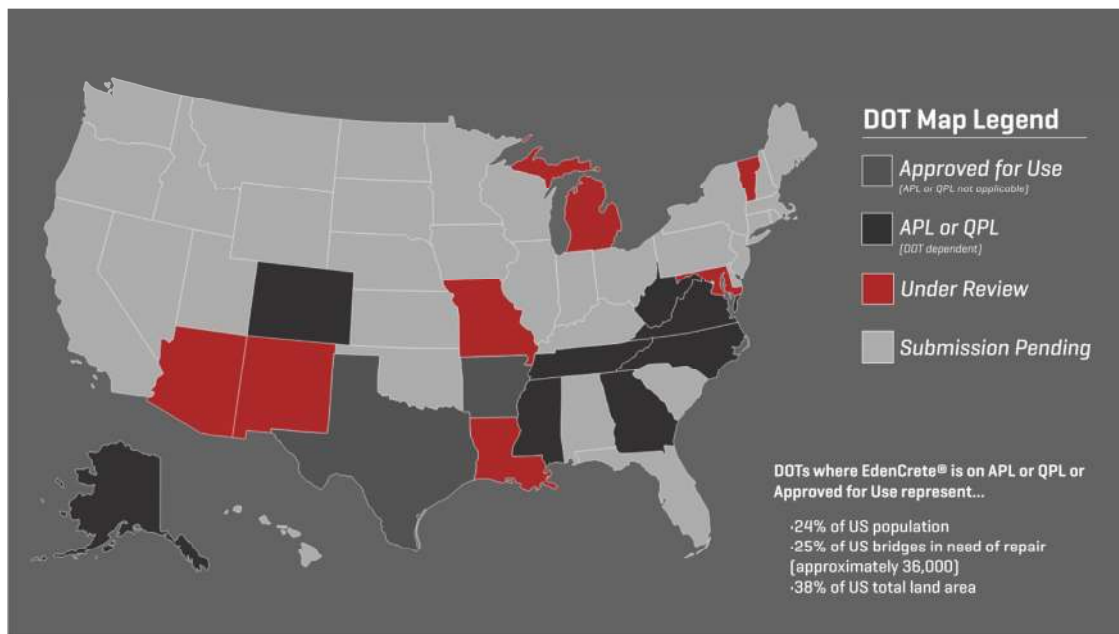 DOT Map Legend
Approved for Use
(APL or QPL not applicable)
APL or QPL
(DOT dependent)
Under Review
Submission Pending
DOTs where EdenCrete® is on APL or QPL or
Approved for Use represent...
·24% of US population
·25% of US bridges in need of repair
(approximately 36,000)
·38% of US total land area